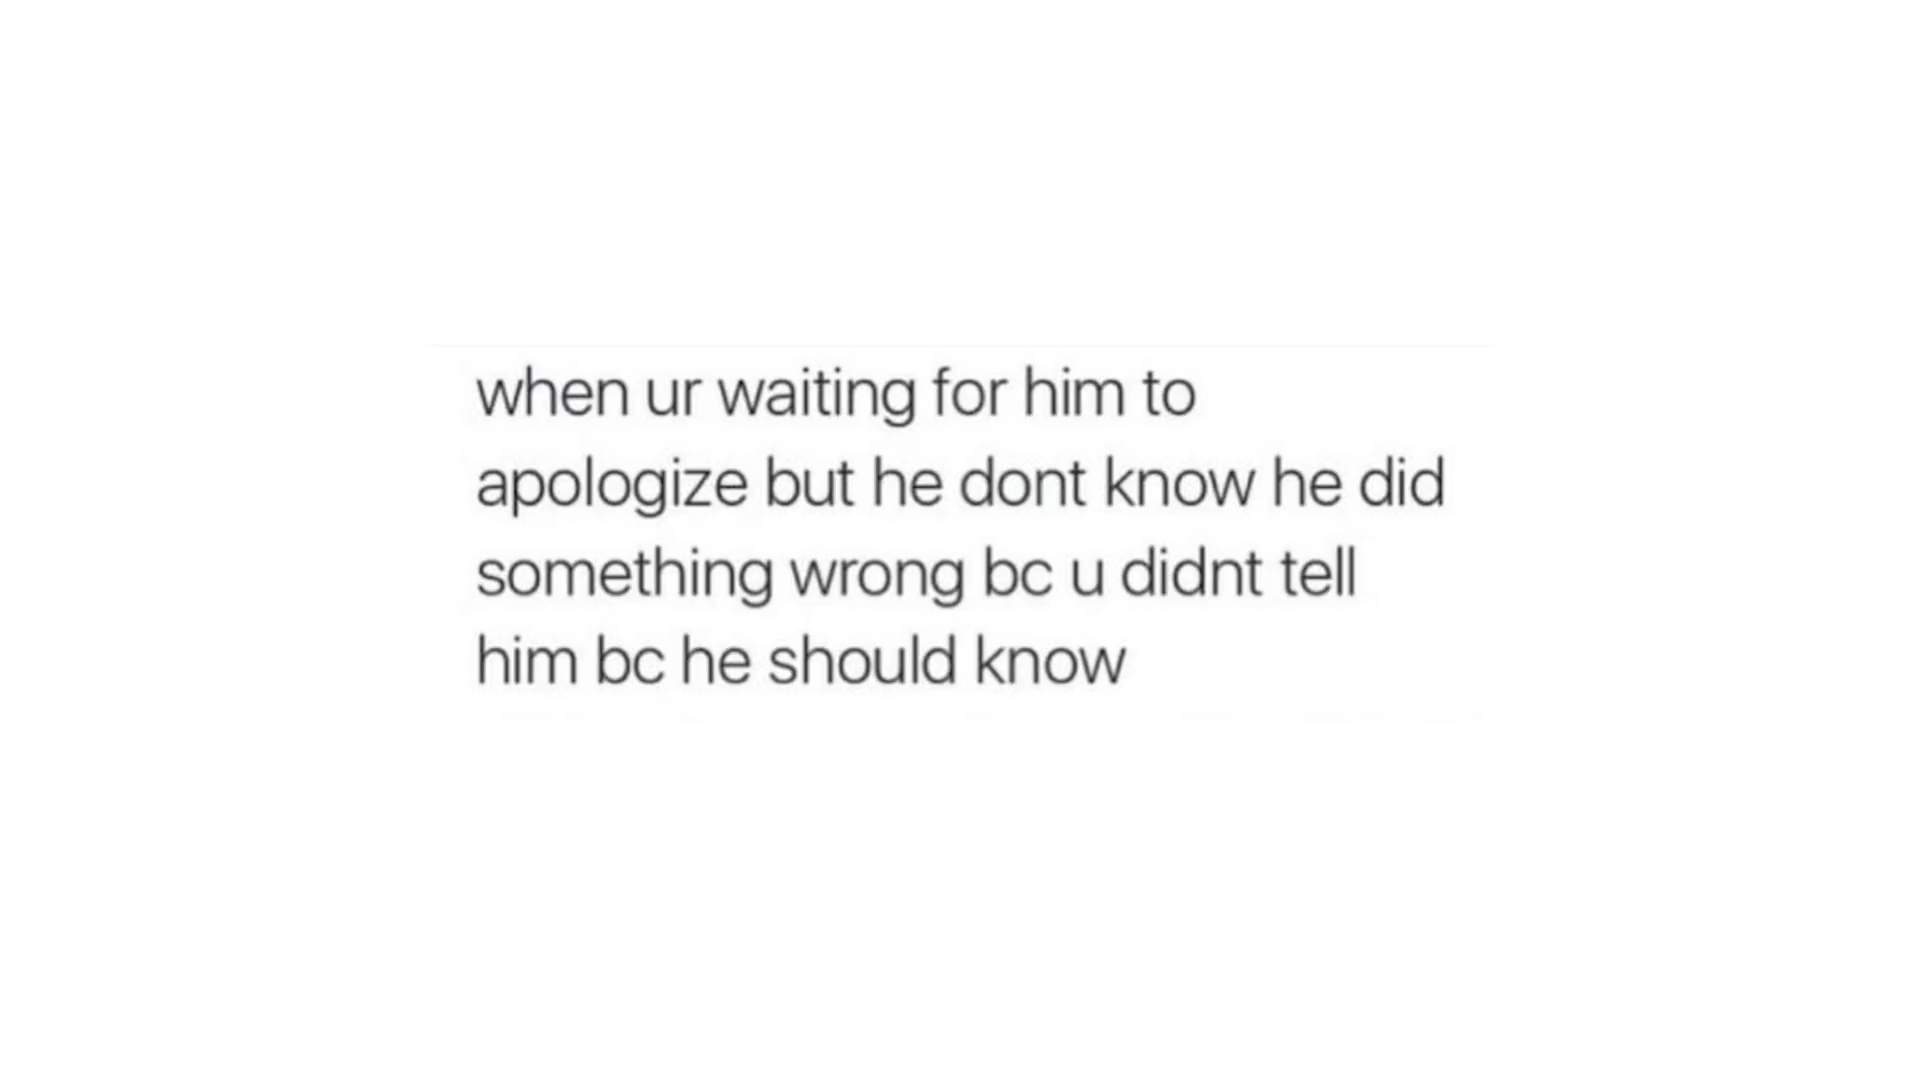 when ur waiting for him to
apologize but he dont know he did
something wrong bc u didnt tell
him bc he should know